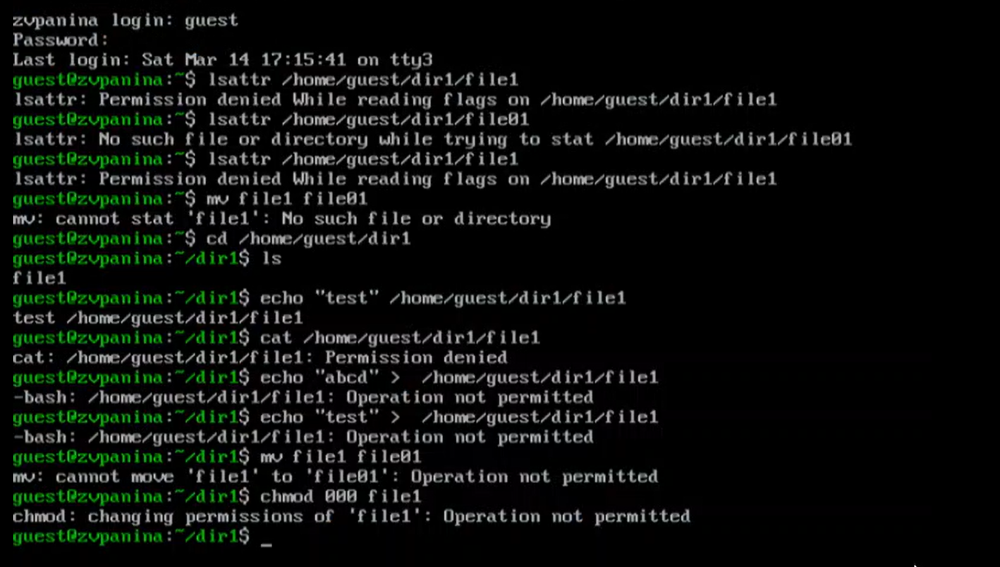 zvpanina login: guest
Password:
Last login: Sat Mar 14 17:15:41 on tty3
guest@zvpanina:~$ lsattr /home/guest/dir1/file1
lsattr: Permission denied While reading flags on /home/guest/dir1/file1
guest@zvpanina:~$ lsattr /home/guest/dir1/file01
lsattr: No such file or directory while trying to stat /home/guest/dir1/file01
guest@zvpanina:~$ lsattr /home/guest/dir1/file1
lsattr: Permission denied While reading flags on /home/guest/dir1/file1
guest@zvpanina:~$ mv file1 file01
mv: cannot stat 'file1': No such file or directory
guest@zvpanina:~$ cd /home/guest/dir1
guest@zvpanina:~/dir1$ ls
file1
guest@zvpanina:~/dir1$ echo "test" /home/guest/dir1/file1
test /home/guest/dir1/file1
guest@zvpanina:~/dir1$ cat /home/guest/dir1/file1
cat: /home/guest/dir1/file1: Permission denied
guest@zvpanina:~/dir1$ echo "abcd" >  /home/guest/dir1/file1
-bash: /home/guest/dir1/file1: Operation not permitted
guest@zvpanina:~/dir1$ echo "test" >  /home/guest/dir1/file1
-bash: /home/guest/dir1/file1: Operation not permitted
guest@zvpanina:~/dir1$ mv file1 file01
mv: cannot move 'file1' to 'file01': Operation not permitted
guest@zvpanina:~/dir1$ chmod 000 file1
chmod: changing permissions of 'file1': Operation not permitted
guest@zvpanina:~/dir1$ _